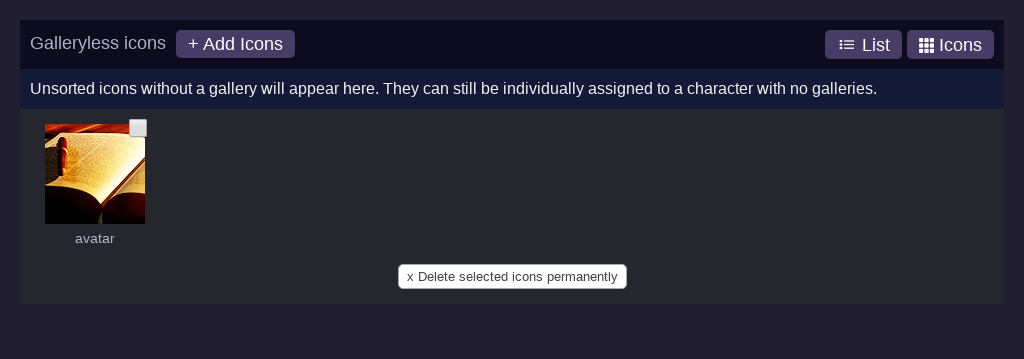 Galleryless icons + Add Icons List Icons
Unsorted icons without a gallery will appear here. They can still be individually assigned to a character with no galleries.
avatar
x Delete selected icons permanently